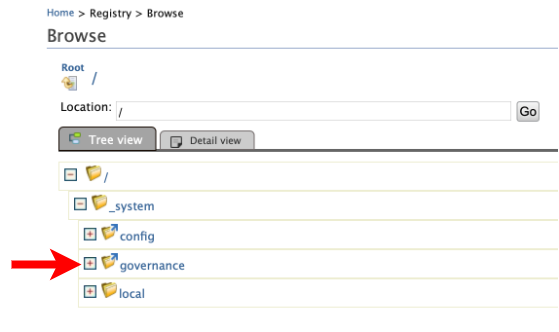 Home > Registry > Browse
Browse
Root
/
Location: /
Go
Tree view Detail view
/
_system
config
governance
local